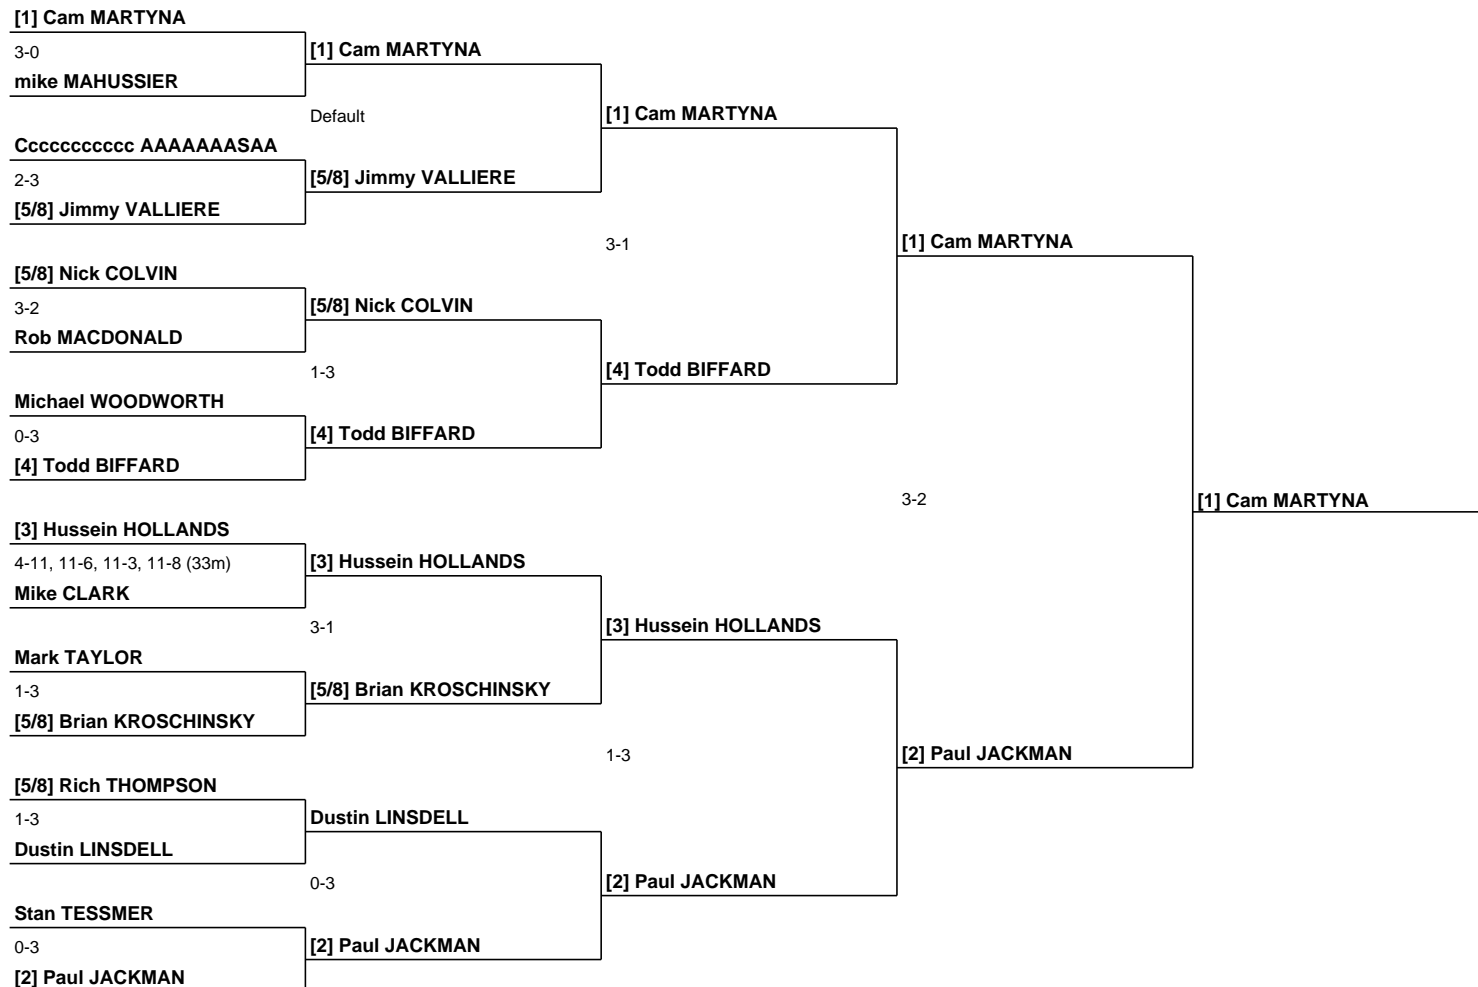 [1] Cam MARTYNA
3-0
mike MAHUSSIER
Cccccccccccc AAAAAAASAA
2-3
[5/8] Jimmy VALLIERE
[5/8] Nick COLVIN
3-2
Rob MACDONALD
Michael WOODWORTH
0-3
[4] Todd BIFFARD
[3] Hussein HOLLANDS
4-11, 11-6, 11-3, 11-8 (33m)
Mike CLARK
Mark TAYLOR
1-3
[5/8] Brian KROSCHINSKY
[5/8] Rich THOMPSON
1-3
Dustin LINSDELL
Stan TESSMER
0-3
[2] Paul JACKMAN
[1] Cam MARTYNA
Default
[5/8] Jimmy VALLIERE
[5/8] Nick COLVIN
1-3
[4] Todd BIFFARD
[3] Hussein HOLLANDS
3-1
[5/8] Brian KROSCHINSKY
Dustin LINSDELL
0-3
[2] Paul JACKMAN
[1] Cam MARTYNA
3-1
[4] Todd BIFFARD
[3] Hussein HOLLANDS
1-3
[2] Paul JACKMAN
[1] Cam MARTYNA
3-2
[2] Paul JACKMAN
[1] Cam MARTYNA